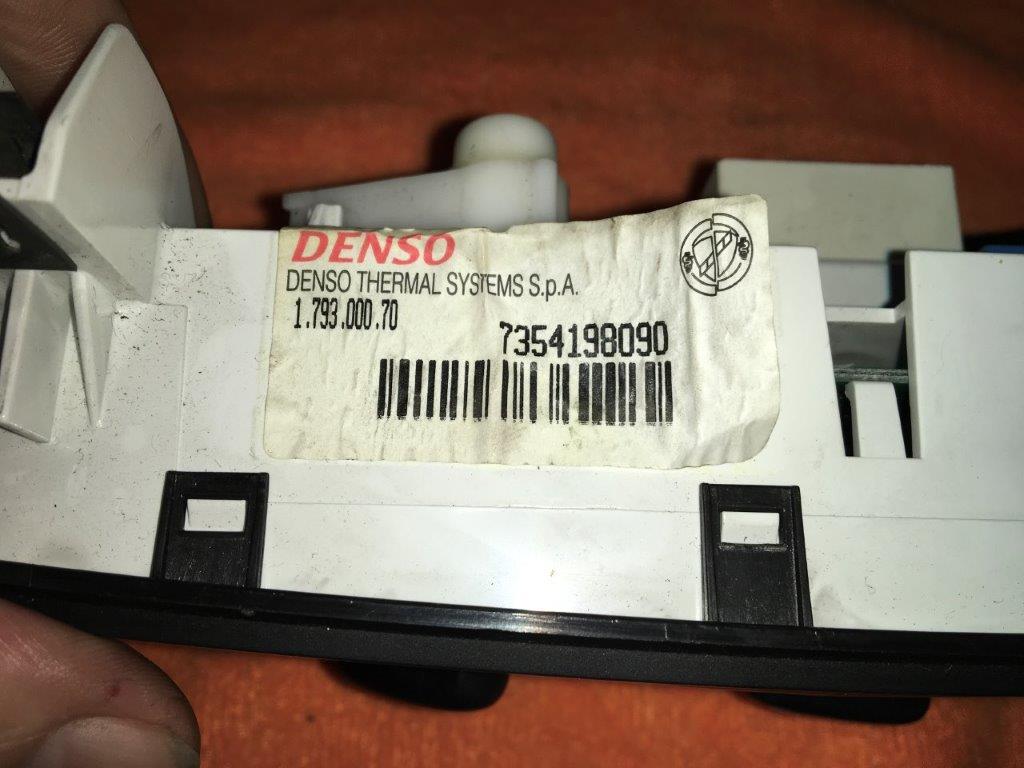 DENSO
DENSO THERMAL SYSTEMS S.p.A.
1.793.000.70
7354198090